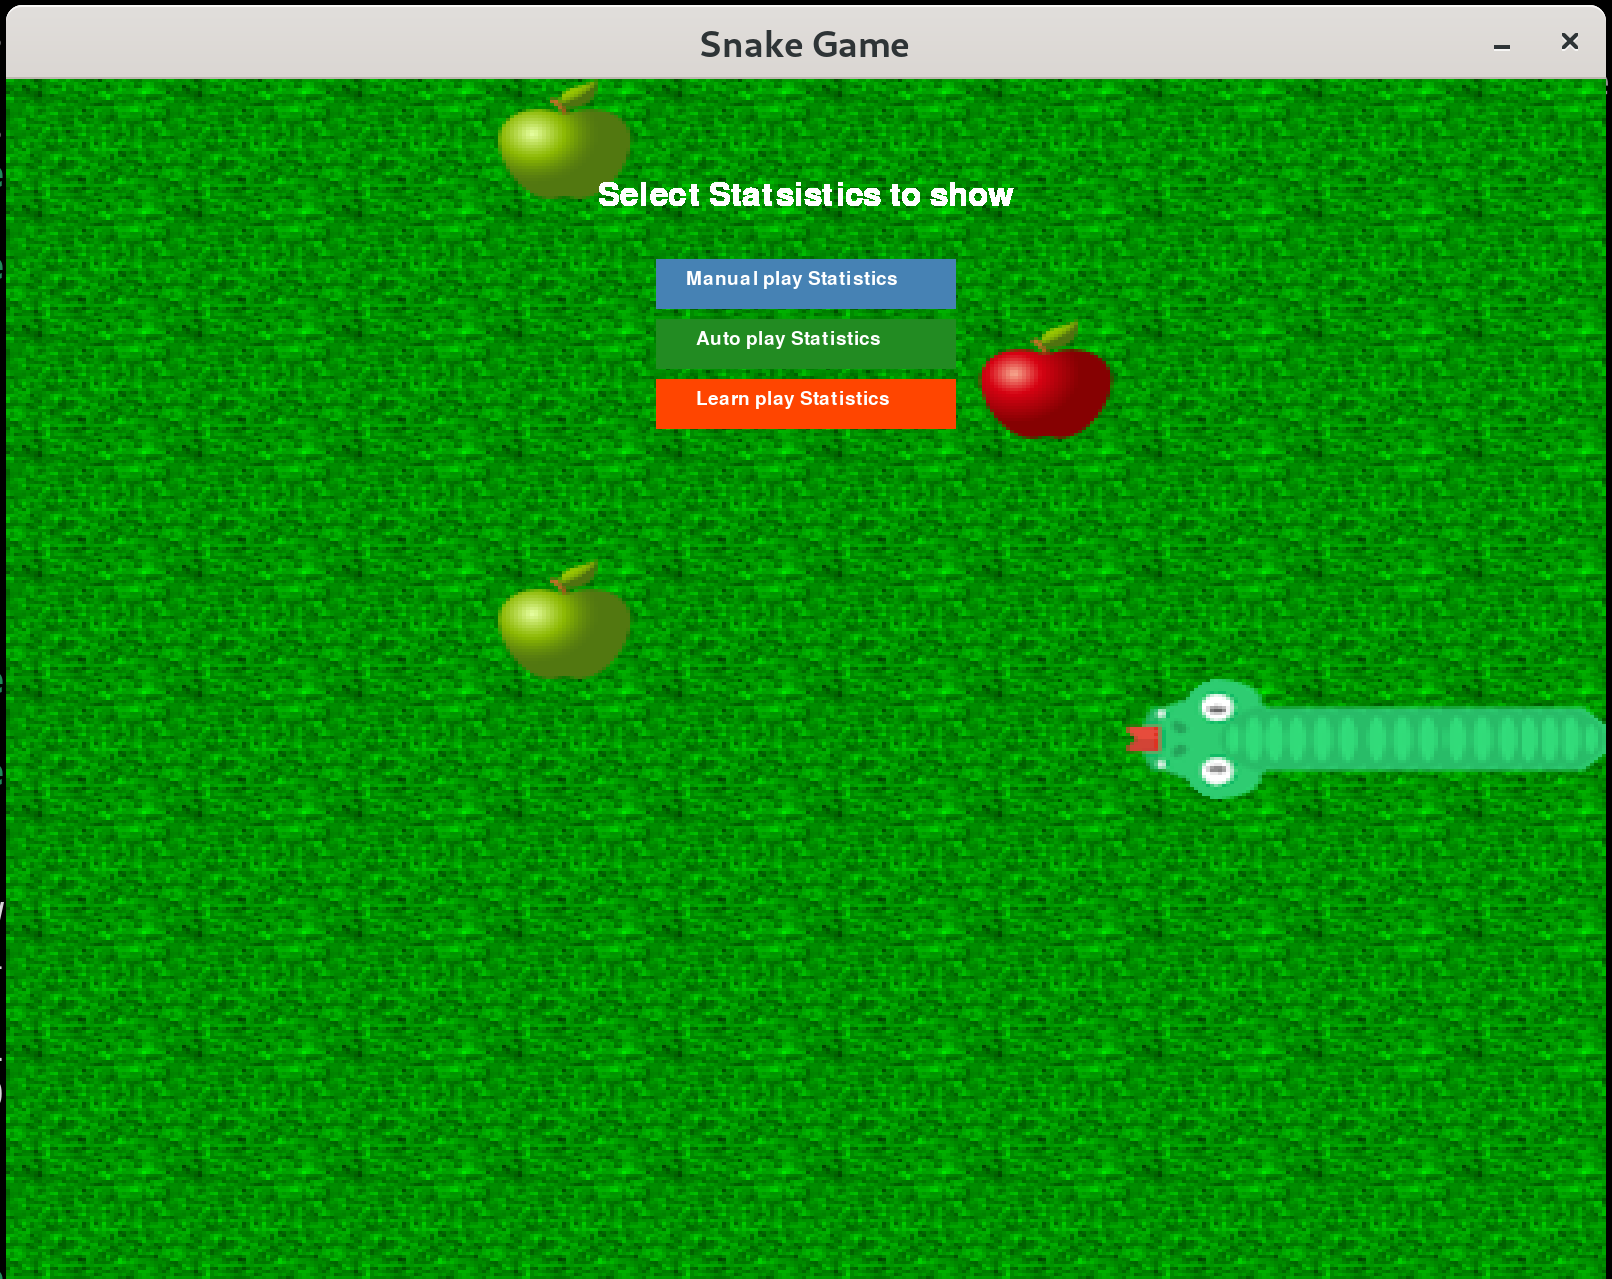 Snake Game
Select Statsistics to show
Manual play Statistics
Auto play Statistics
Learn play Statistics